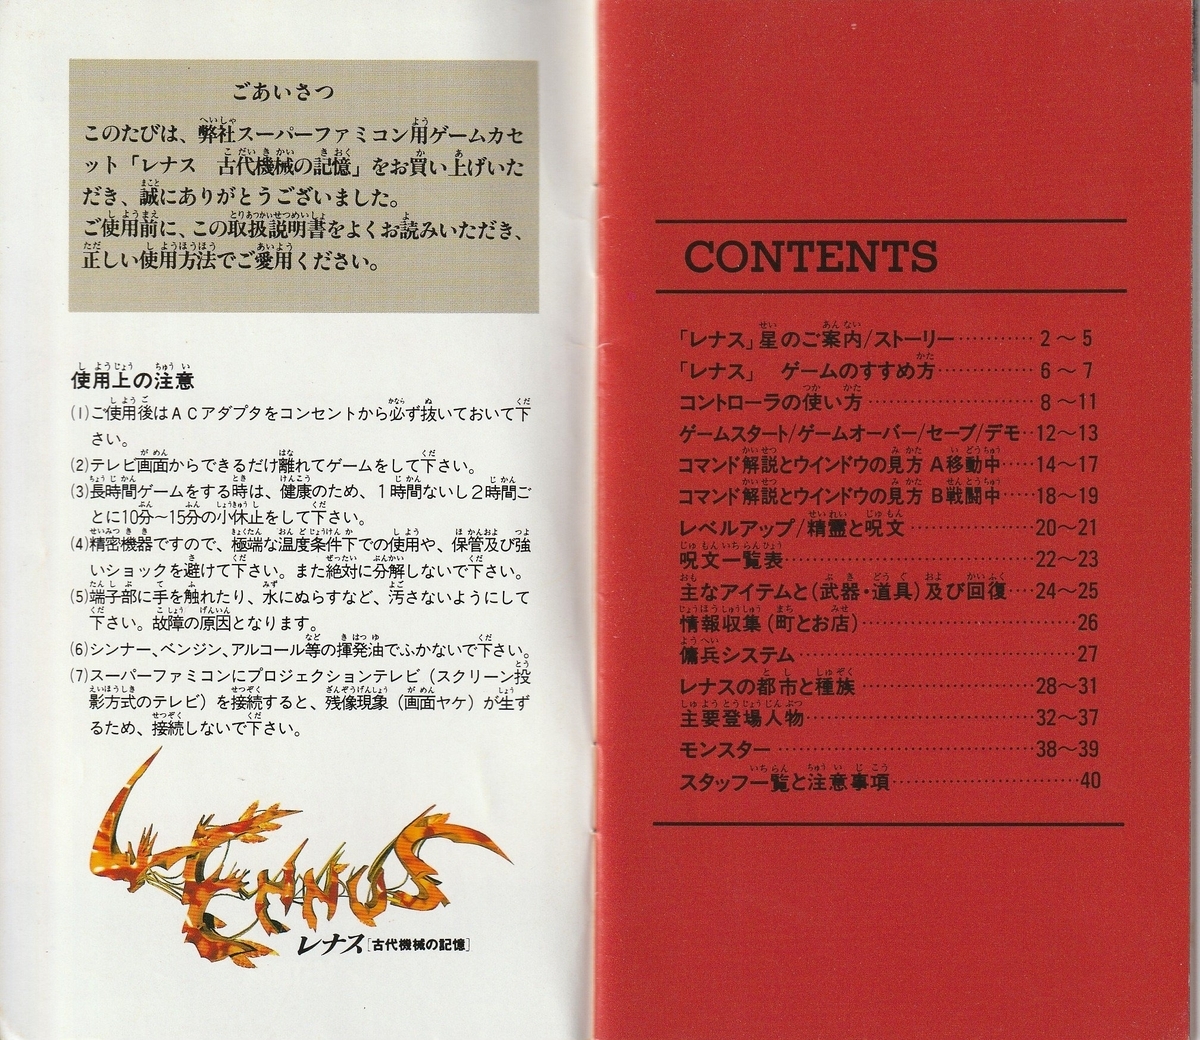 ごあいさつ
このたびは、弊社スーパーファミコン用ゲームカセ
ット「レナス　古代機械の記憶」をお買い上げいた
だき、誠にありがとうございました。
ご使用前に、この取扱説明書をよくお読みいただき、
正しい使用方法でご愛用ください。
使用上の注意
(1)ご使用後はACアダプタをコンセントから必ず抜いておいて下
さい。
(2)テレビ画面からできるだけ離れてゲームをして下さい。
(3)長時間ゲームをする時は、健康のため、1時間ないし2時間ご
とに10分〜15分の小休止をして下さい。
(4)精密機器ですので、極端な温度条件下での使用や、保管及び強
いショックを避けて下さい。また絶対に分解しないで下さい。
(5)端子部に手を触れたり、水にぬらすなど、汚さないようにして
下さい。故障の原因となります。
(6)シンナー、ベンジン、アルコール等の揮発油でふかないで下さい。
(7)スーパーファミコンにプロジェクションテレビ（スクリーン投
影方式のテレビ）を接続すると、残像現象（画面ヤケ）が生ず
るため、接続しないで下さい。
LENNUS
レナス[古代機械の記憶]
CONTENTS
「レナス」星のご案内/ストーリー…………2〜5
「レナス」　ゲームのすすめ方…………6〜7
コントローラの使い方…………………8〜11
ゲームスタート/ゲームオーバー/セーブ/デモ…12〜13
コマンド解説とウインドウの見方 A移動中……14〜17
コマンド解説とウインドウの見方 B戦闘中……18〜19
レベルアップ/精霊と呪文………………20〜21
呪文一覧表……………………………22〜23
主なアイテムと(武器・道具)及び回復…24〜25
情報収集(町とお店)……………………26
傭兵システム……………………………27
レナスの都市と種族……………………28〜31
主要登場人物……………………………32〜37
モンスター………………………………38〜39
スタッフ一覧と注意事項…………………40